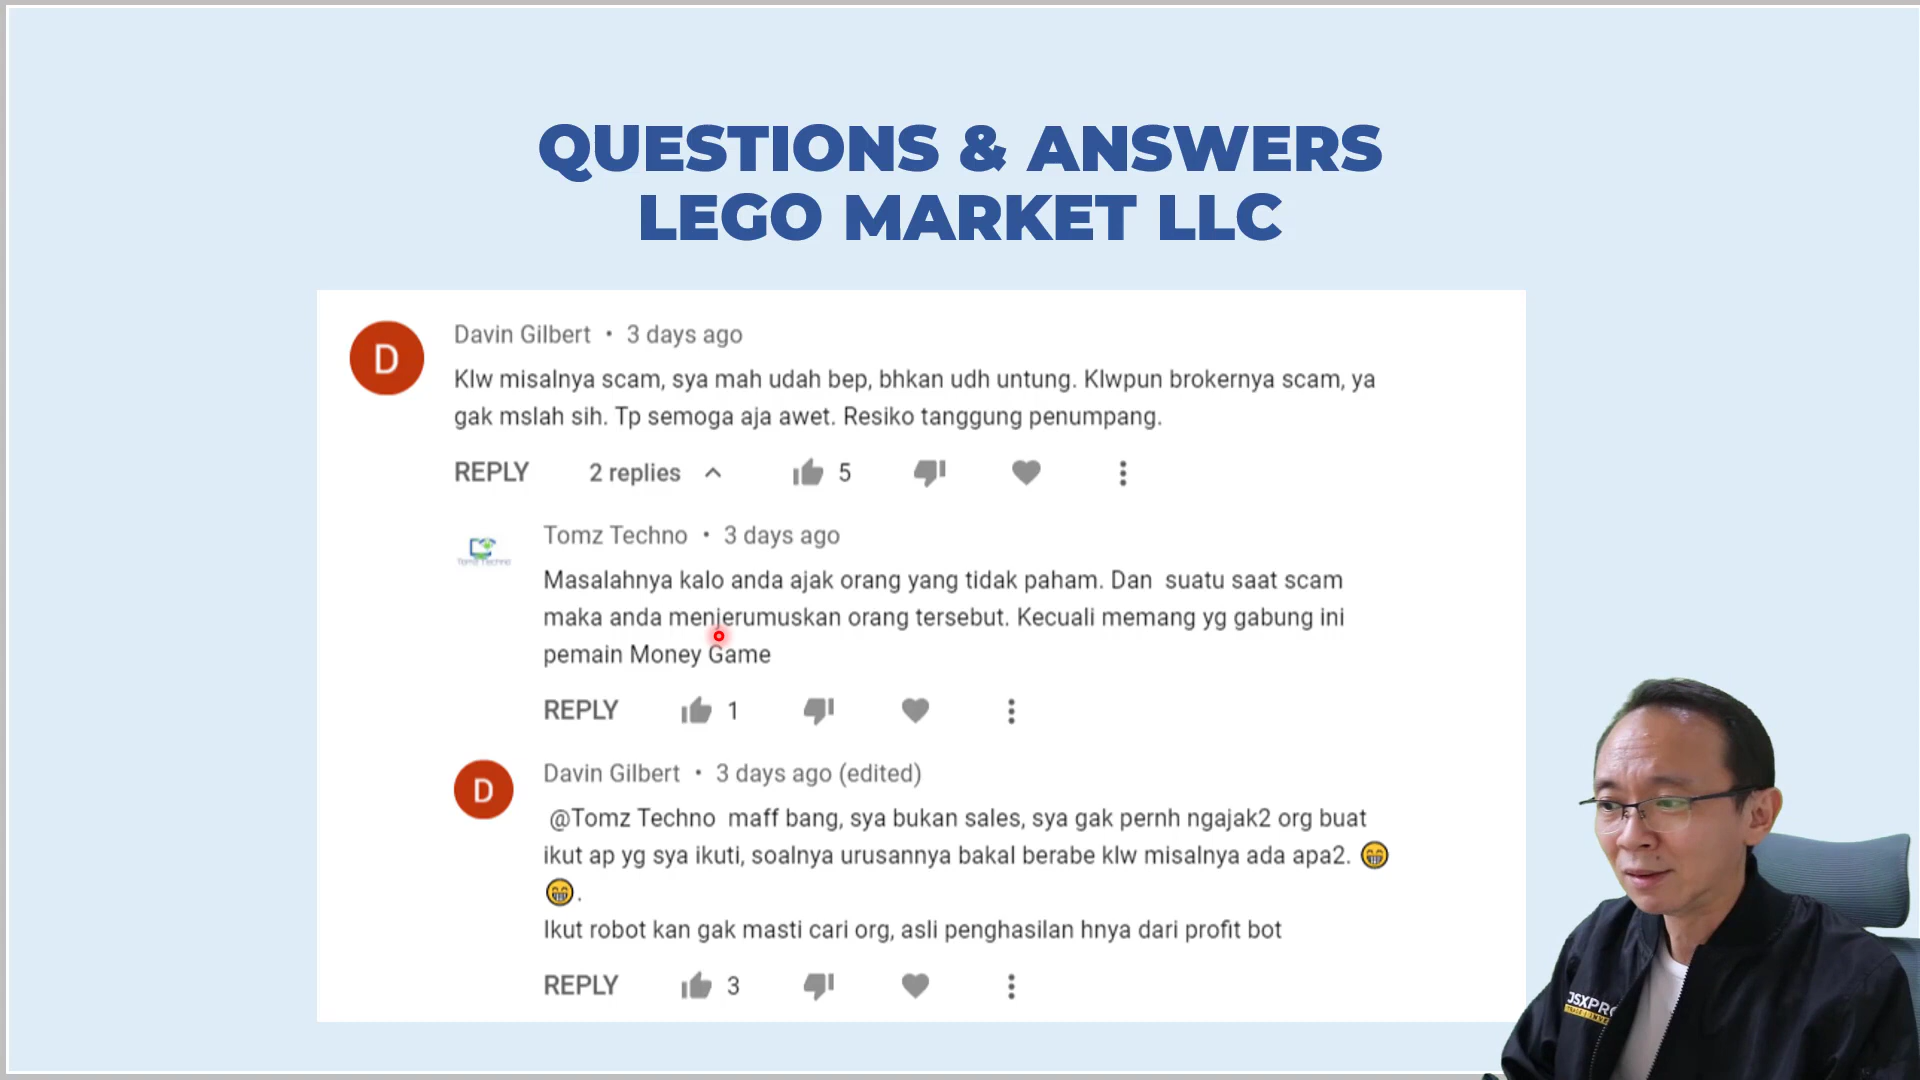 QUESTIONS & ANSWERS
LEGO MARKET LLC
D
Davin Gilbert • 3 days ago
Klw misalnya scam, sya mah udah bep, bhkan udh untung. Klwpun brokernya scam, ya
gak mslah sih. Tp semoga aja awet. Resiko tanggung penumpang.
REPLY 2 replies 5
Tomz Techno • 3 days ago
Tomz Techno
Masalahnya kalo anda ajak orang yang tidak paham. Dan suatu saat scam
maka anda menjerumuskan orang tersebut. Kecuali memang yg gabung ini
pemain Money Game
REPLY 1
D
Davin Gilbert • 3 days ago (edited)
@Tomz Techno maff bang, sya bukan sales, sya gak pernh ngajak2 org buat
ikut ap yg sya ikuti, soalnya urusannya bakal berabe klw misalnya ada apa2. 😁
😁.
Ikut robot kan gak masti cari org, asli penghasilan hnya dari profit bot
REPLY 3